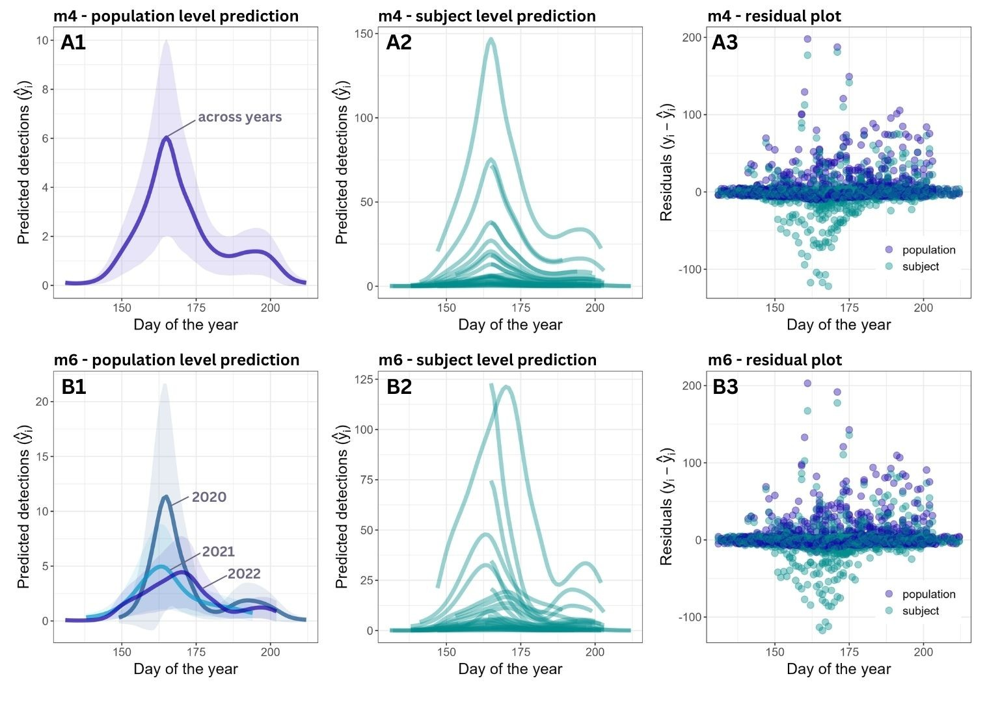 m4 - population level prediction
A1
10
8
6
4
2
0
across years
150
175
200
Predicted detections (ŷi)
Day of the year
m4 - subject level prediction
A2
150
100
50
0
150
175
200
Predicted detections (ŷi)
Day of the year
m4 - residual plot
A3
200
100
0
-100
population
subject
150
175
200
Residuals (yi − ŷi)
Day of the year
m6 - population level prediction
B1
20
15
10
5
0
2020
2021
2022
150
175
200
Predicted detections (ŷi)
Day of the year
m6 - subject level prediction
B2
125
100
75
50
25
0
150
175
200
Predicted detections (ŷi)
Day of the year
m6 - residual plot
B3
200
100
0
-100
population
subject
150
175
200
Residuals (yi − ŷi)
Day of the year